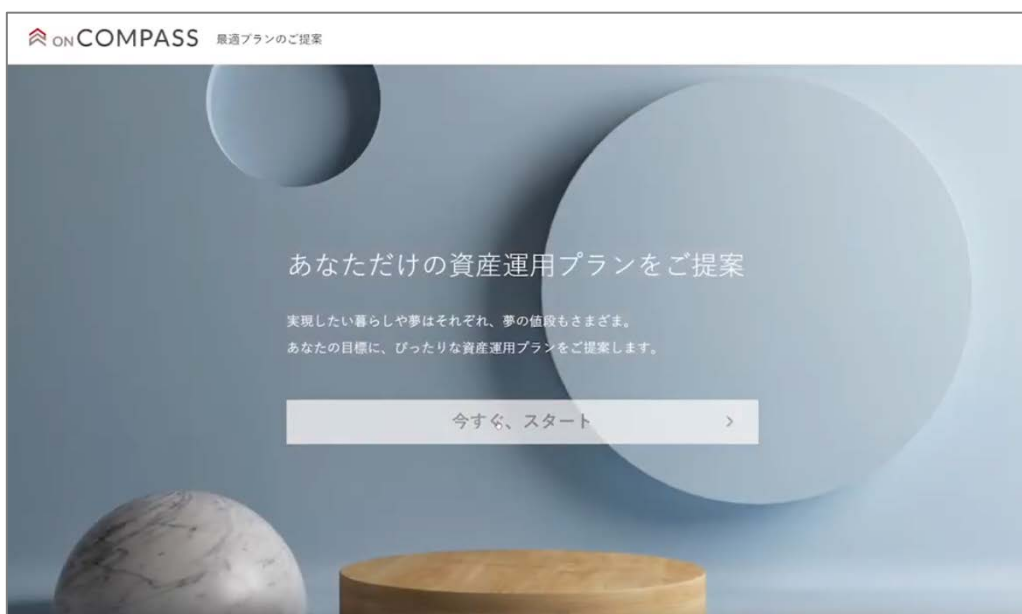 ON COMPASS 最適プランのご提案
あなただけの資産運用プランをご提案
実現したい暮らしや夢はそれぞれ、夢の値段もさまざま。
あなたの目標に、ぴったりな資産運用プランをご提案します。
今すぐ、スタート